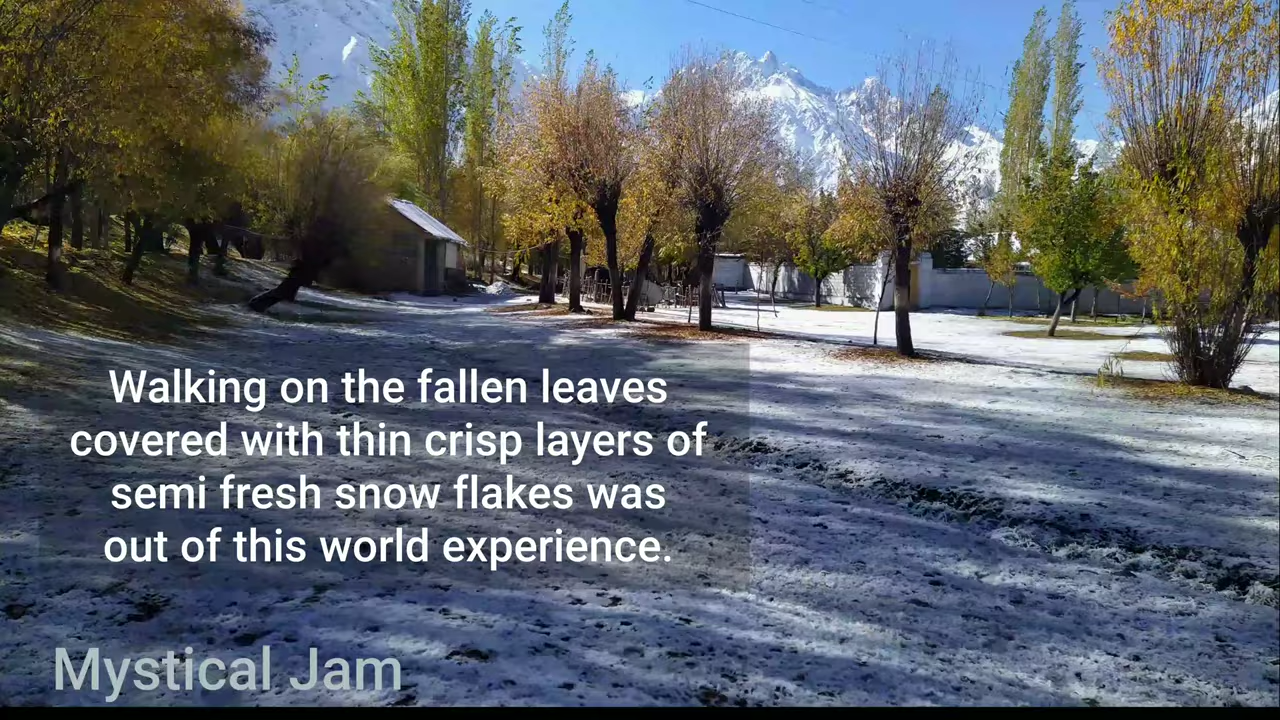 Walking on the fallen leaves
covered with thin crisp layers of
semi fresh snow flakes was
out of this world experience.
Mystical Jam